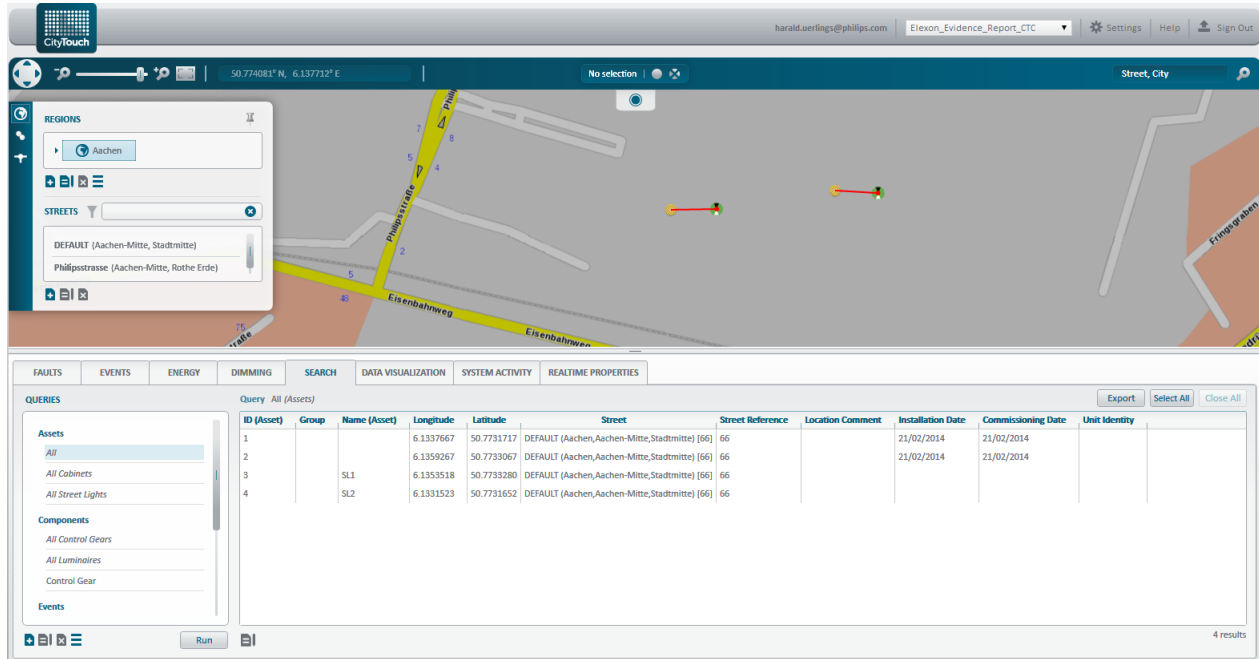 CityTouch
harald.uerlings@philips.com
Elexon_Evidence_Report_CTC
Settings
Help
Sign Out
50.774081° N, 6.137712° E
No selection
Street, City
REGIONS
Aachen
STREETS
DEFAULT (Aachen-Mitte, Stadtmitte)
Philipsstrasse (Aachen-Mitte, Rothe Erde)
7
8
5
4
2
5
46
75
Philipsstraße
Eisenbahnweg
Eisenbahnweg
Fringsgraben
FAULTS EVENTS ENERGY DIMMING SEARCH DATA VISUALIZATION SYSTEM ACTIVITY REALTIME PROPERTIES
QUERIES
Assets
All
All Cabinets
All Street Lights
Components
All Control Gears
All Luminaires
Control Gear
Events
Run
Query All (Assets)
Export Select All Close All
ID (Asset) Group Name (Asset) Longitude Latitude Street Street Reference Location Comment Installation Date Commissioning Date Unit Identity
1 6.1337667 50.7731717 DEFAULT (Aachen,Aachen-Mitte,Stadtmitte) [66] 66 21/02/2014 21/02/2014
2 6.1359267 50.7733067 DEFAULT (Aachen,Aachen-Mitte,Stadtmitte) [66] 66 21/02/2014 21/02/2014
3 SL1 6.1353518 50.7733280 DEFAULT (Aachen,Aachen-Mitte,Stadtmitte) [66] 66
4 SL2 6.1331523 50.7731652 DEFAULT (Aachen,Aachen-Mitte,Stadtmitte) [66] 66
4 results